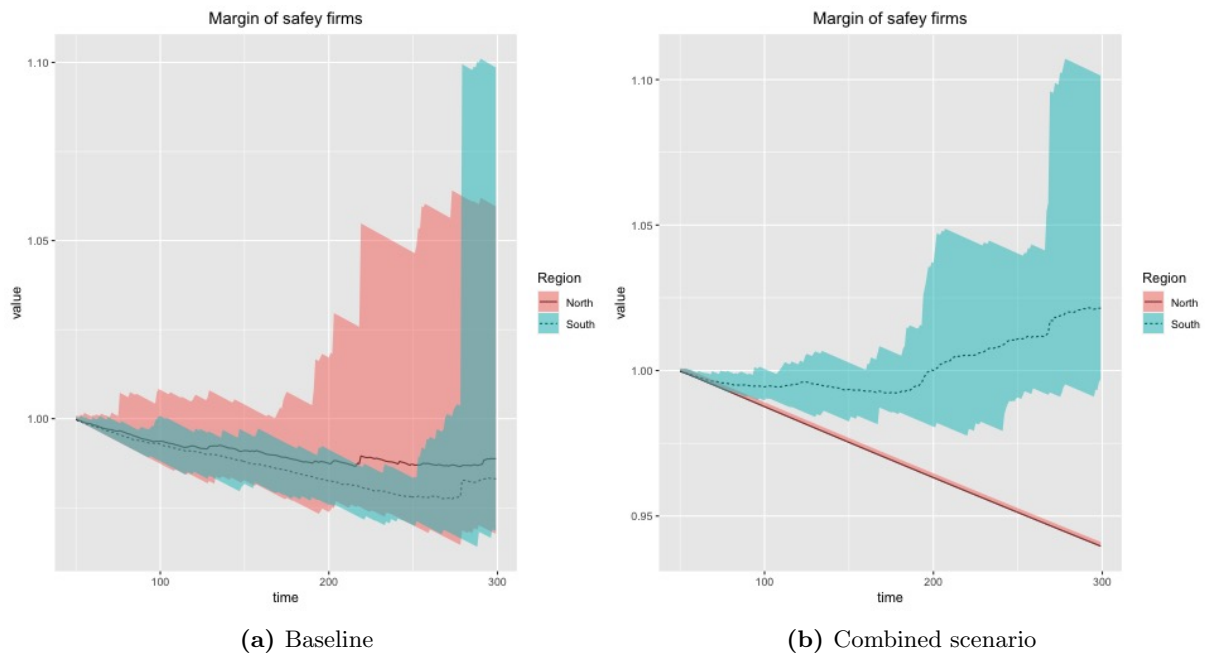 Margin of safey firms
1.10
1.05
1.00
value
100
200
300
time
Region
North
South
(a) Baseline
Margin of safey firms
1.10
1.05
1.00
0.95
value
100
200
300
time
Region
North
South
(b) Combined scenario